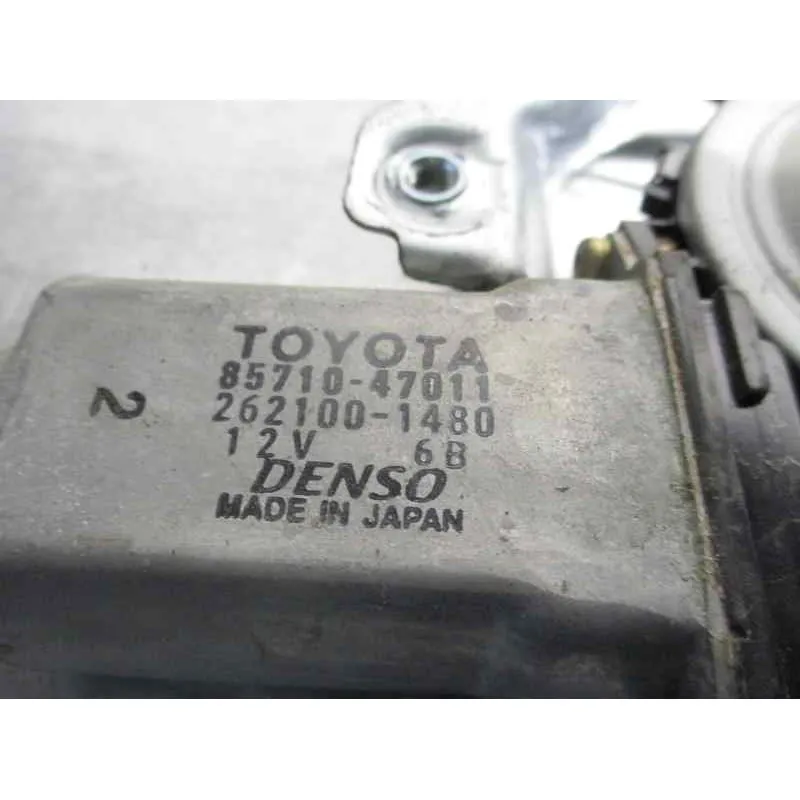 TOYOTA
85710-47011
2
262100-1480
12V 6B
DENSO
MADE IN JAPAN